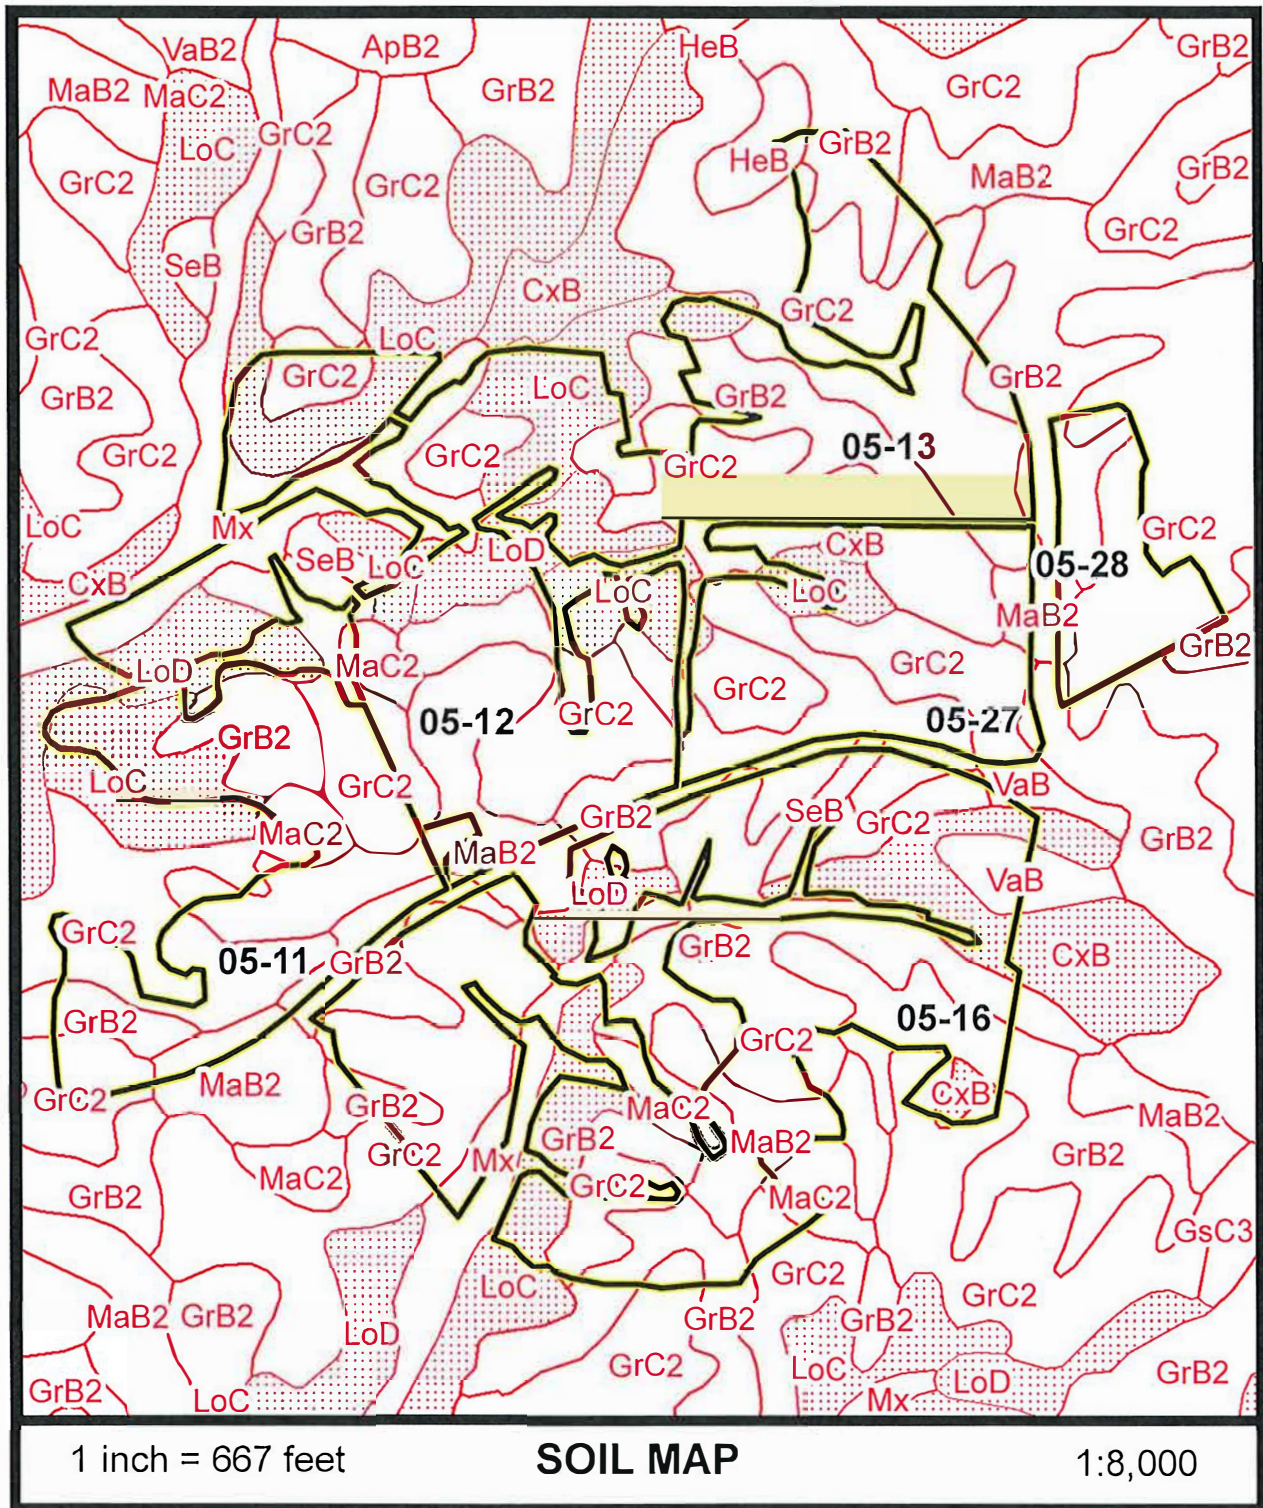 VaB2 ApB2 HeB GrB2
MaB2 MaC2 GrB2 GrC2
LoC GrC2 HeB GrB2
GrC2 GrC2 MaB2 GrB2
GrB2 GrC2
SeB CxB
GrC2 LoC GrC2
GrC2 LoC GrB2
GrB2 GrB2
GrC2 GrC2 GrC2 05-13
LoC Mx LoD CxB GrC2
SeB LoC 05-28
CxB LoC LoC
MaB2
LoD MaC2 GrC2 GrB2
GrC2
GrB2 05-12 GrC2 05-27
LoC GrC2 VaB
MaC2 GrB2 SeB GrC2 GrB2
MaB2
LoD VaB
GrC2 GrB2 CxB
05-11 GrB2
GrB2 05-16
GrC2
GrC2 MaB2 GrB2 MaC2 CxB MaB2
GrC2 GrB2 MaB2 GrB2
MaC2 Mx GrC2 MaC2
GrB2 GsC3
LoC GrC2 GrC2
MaB2 GrB2 LoD GrB2 GrB2
GrC2 LoC GrB2
GrB2 LoC Mx LoD
1 inch = 667 feet SOIL MAP 1:8,000